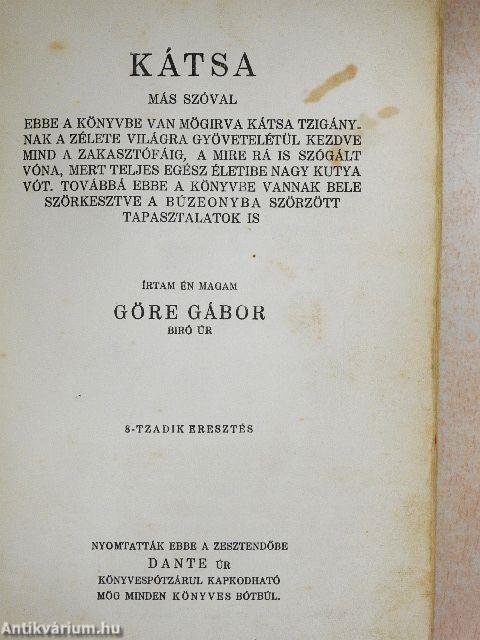 KÁTSA
MÁS SZÓVAL
EBBE A KÖNYVBE VAN MÖGIRVA KÁTSA TZIGÁNY-
NAK A ZÉLETE VILÁGRA GYÖVETELÉTÜL KEZDVE
MIND A ZAKASZTÓFÁIG, A MIRE RÁ IS SZÓGÁLT
VÓNA, MERT TELJES EGÉSZ ÉLETIBE NAGY KUTYA
VÓT. TOVÁBBÁ EBBE A KÖNYVBE VANNAK BELE
SZÖRKESZTVE A BÚZEONYBA SZÖRZÖTT
TAPASZTALATOK IS
ÍRTAM ÉN MAGAM
GÖRE GÁBOR
BIRÓ ÚR
8-TZADIK ERESZTÉS
NYOMTATTÁK EBBE A ZESZTENDŐBE
DANTE ÚR
KÖNYVESPÓTZÁRUL KAPKODHATÓ
MÖG MINDEN KÖNYVES BÓTBÚL.
Antikvárium.hu